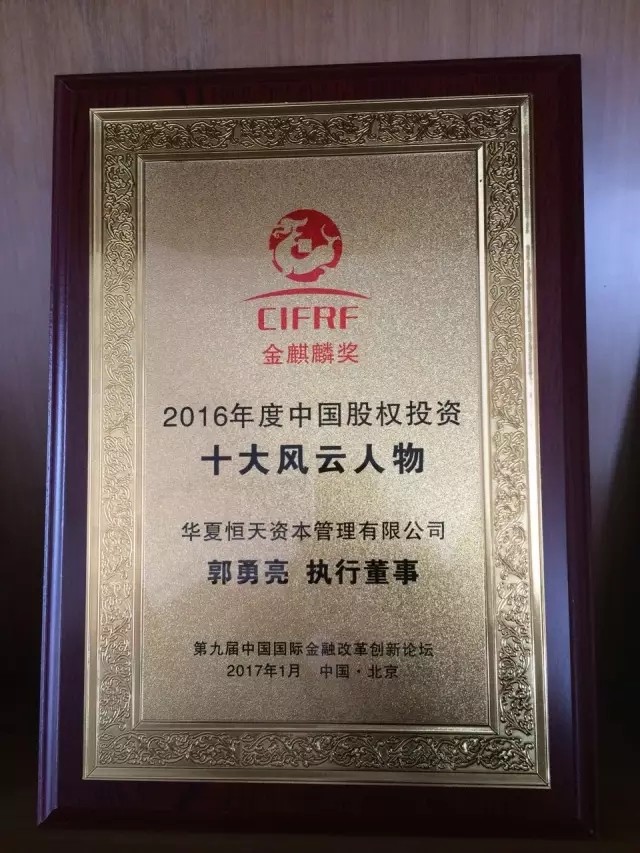 CIFRF
金麒麟奖
2016年度中国股权投资
十大风云人物
华夏恒天资本管理有限公司
郭勇亮 执行董事
第九届中国国际金融改革创新论坛
2017年1月 中国·北京